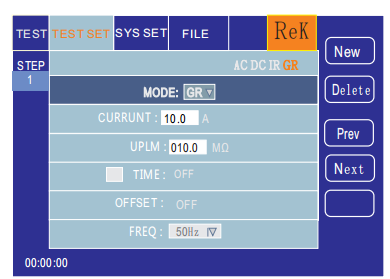 TEST TEST SET SYS SET FILE ReK
New
STEP AC DC IR GR
1
MODE: GR
Delete
CURRUNT: 10.0 A
UPLM: 010.0 MΩ
Prev
TIME: OFF
Next
OFFSET: OFF
FREQ: 50Hz
00:00:00